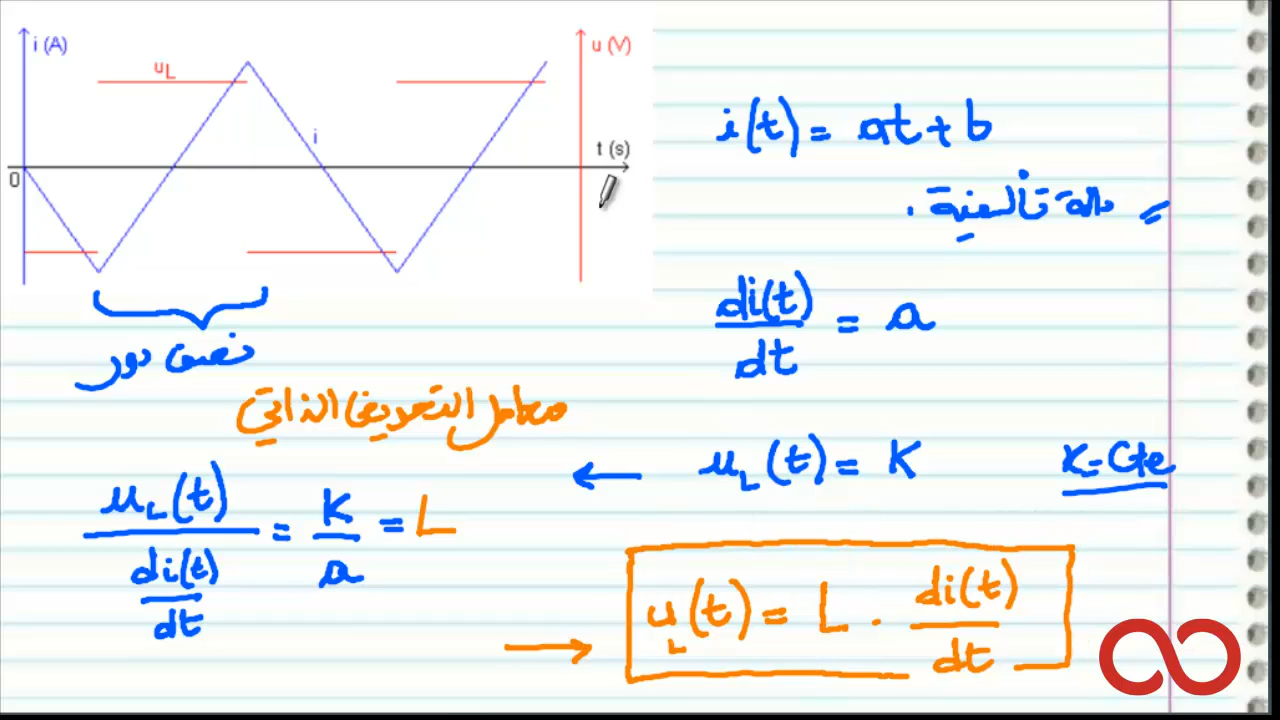 i (A)
u (V)
uL
i
t (s)
0
i(t) = at + b
= دالة تآلفية .
di(t)/dt = a
نصف دور
معامل التحريض الذاتي
uL(t) = K
K = Cte
←
uL(t) / (di(t)/dt) = K/a = L
→ uL(t) = L . di(t)/dt